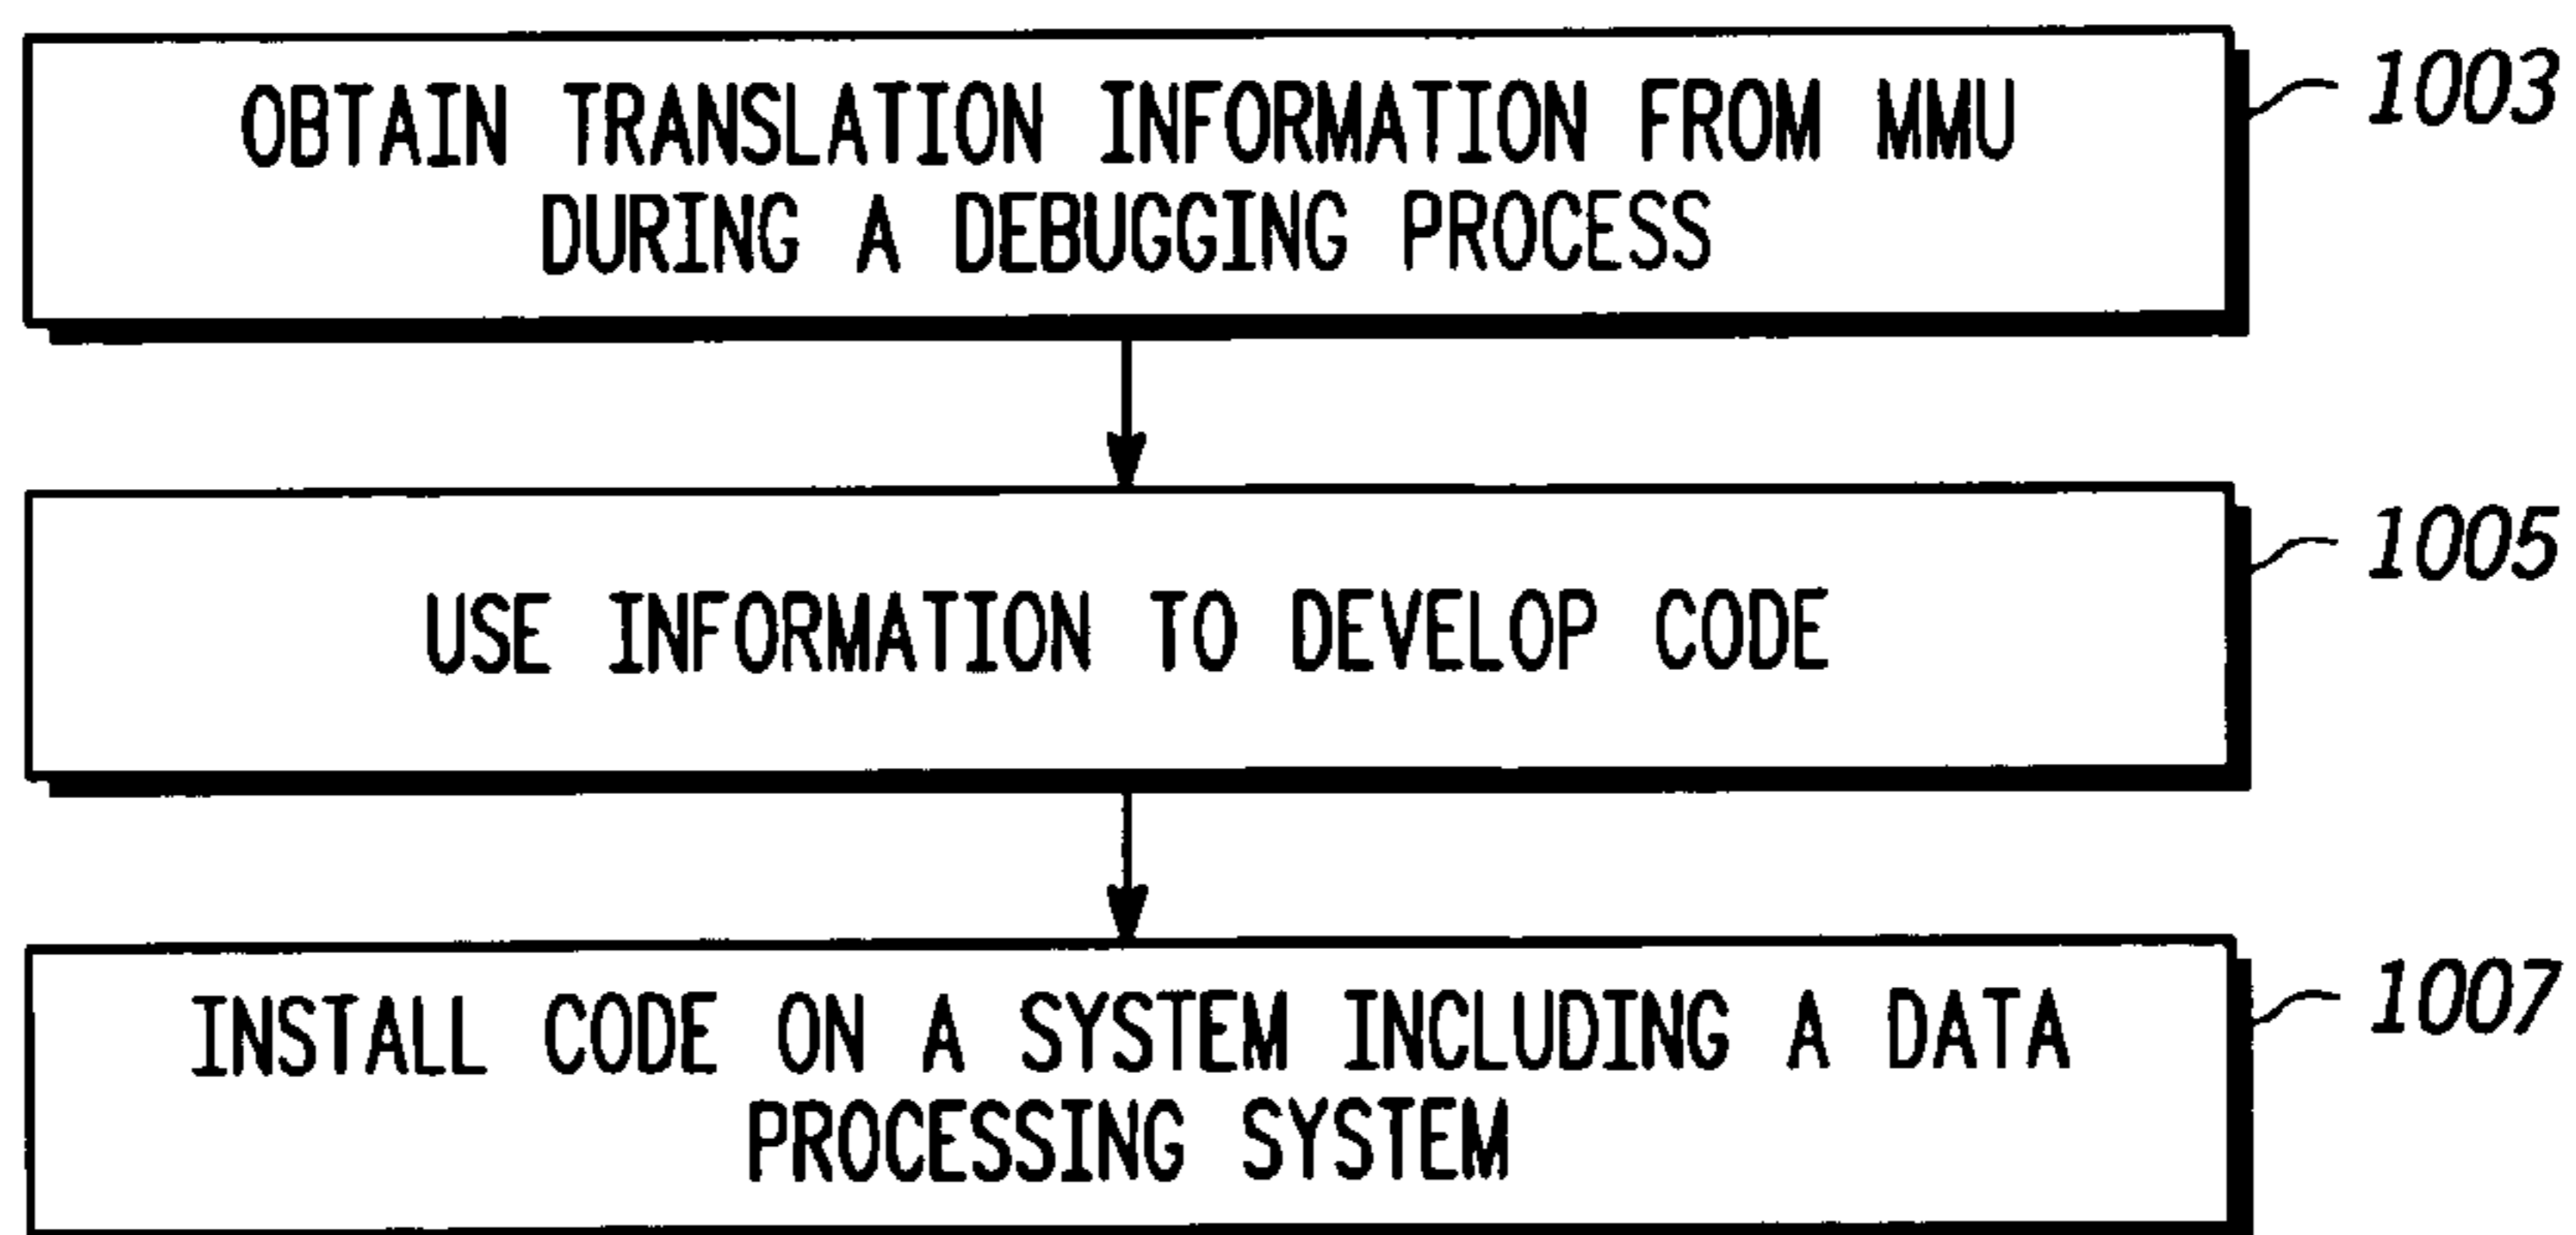 OBTAIN TRANSLATION INFORMATION FROM MMU
DURING A DEBUGGING PROCESS
1003
USE INFORMATION TO DEVELOP CODE
1005
INSTALL CODE ON A SYSTEM INCLUDING A DATA
PROCESSING SYSTEM
1007